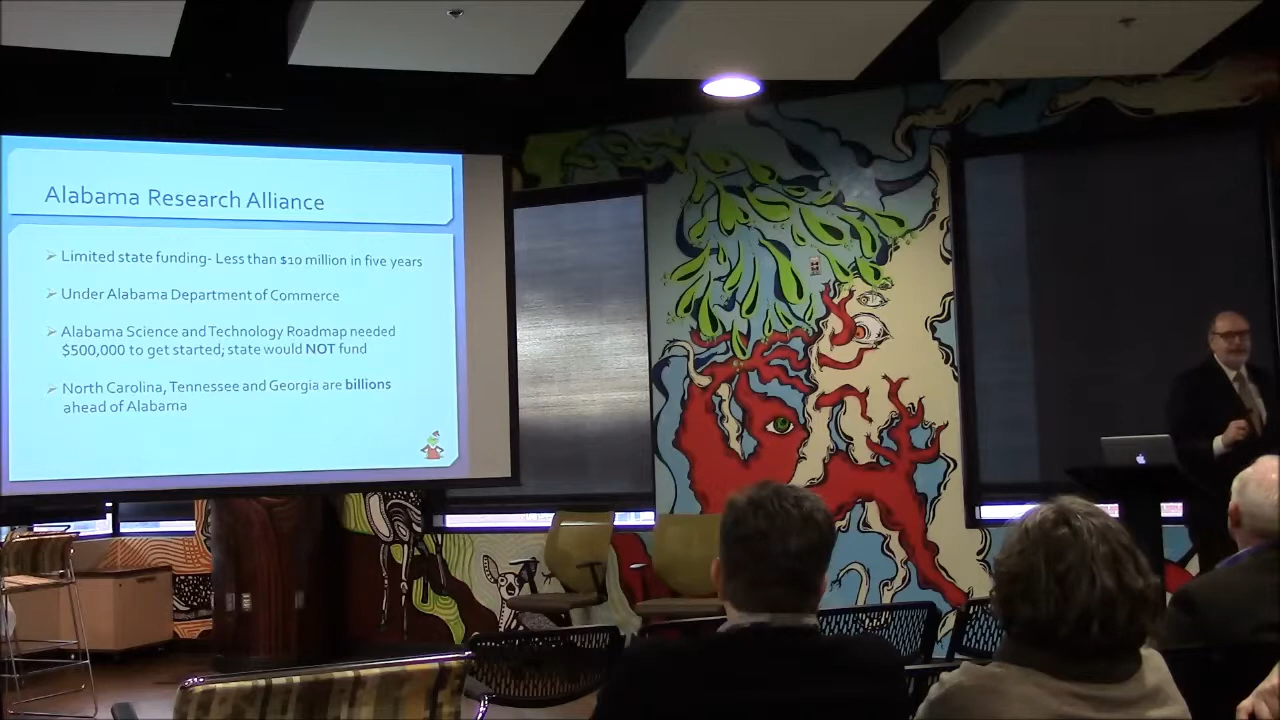 Alabama Research Alliance
Limited state funding- Less than $10 million in five years
Under Alabama Department of Commerce
Alabama Science and Technology Roadmap needed
$500,000 to get started; state would NOT fund
North Carolina, Tennessee and Georgia are billions
ahead of Alabama